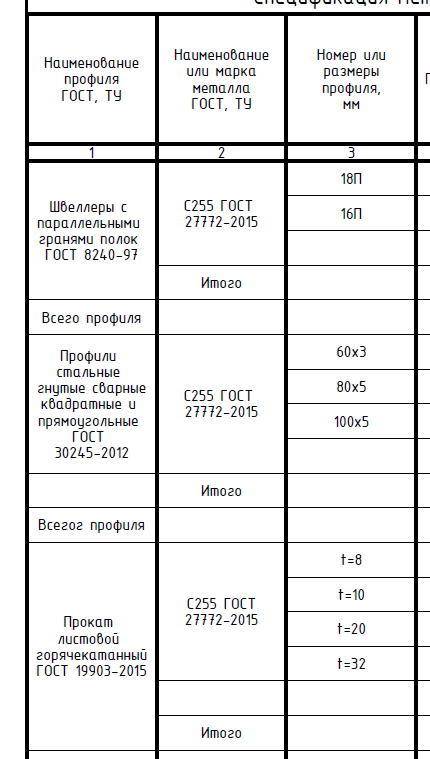 Наименование
профиля
ГОСТ, ТУ
Наименование
или марка
металла
ГОСТ, ТУ
Номер или
размеры
профиля,
мм
1
2
3
Швеллеры с
параллельными
гранями полок
ГОСТ 8240-97
С255 ГОСТ
27772-2015
18П
16П
Итого
Всего профиля
Профили
стальные
гнутые сварные
квадратные и
прямоугольные
ГОСТ
30245-2012
С255 ГОСТ
27772-2015
60х3
80х5
100х5
Итого
Всегог профиля
Прокат
листовой
горячекатанный
ГОСТ 19903-2015
С255 ГОСТ
27772-2015
t=8
t=10
t=20
t=32
Итого